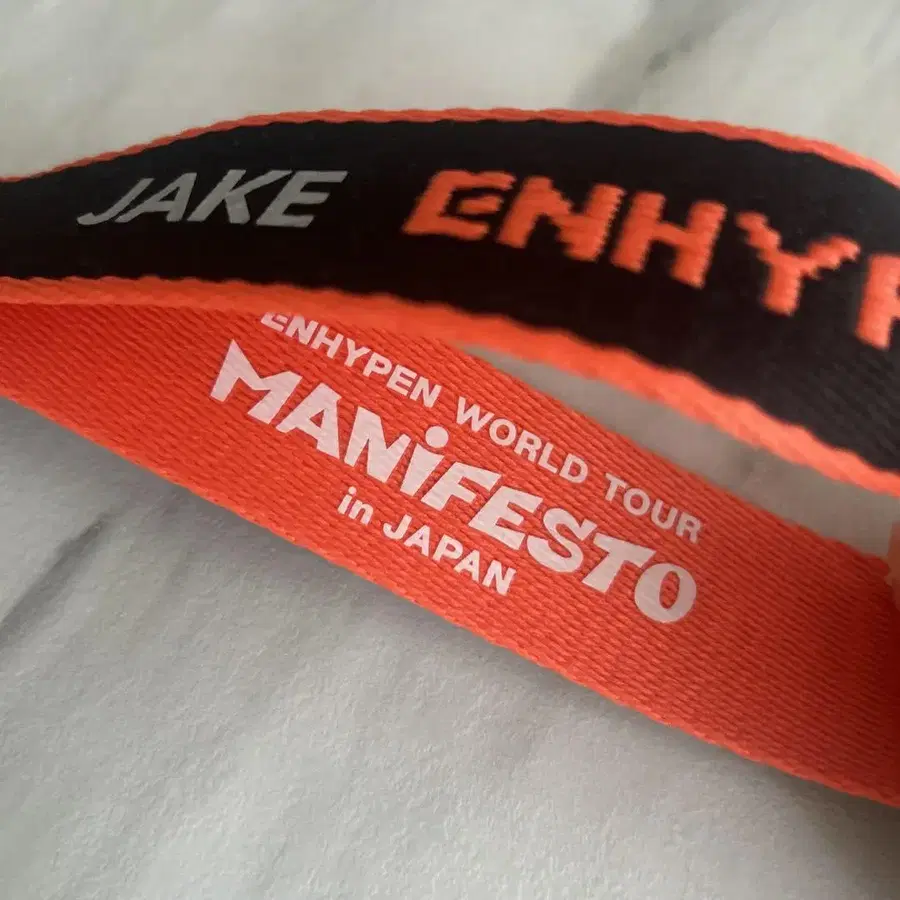 JAKE ENHYP
ENHYPEN WORLD TOUR
MANiFESTO
in JAPAN